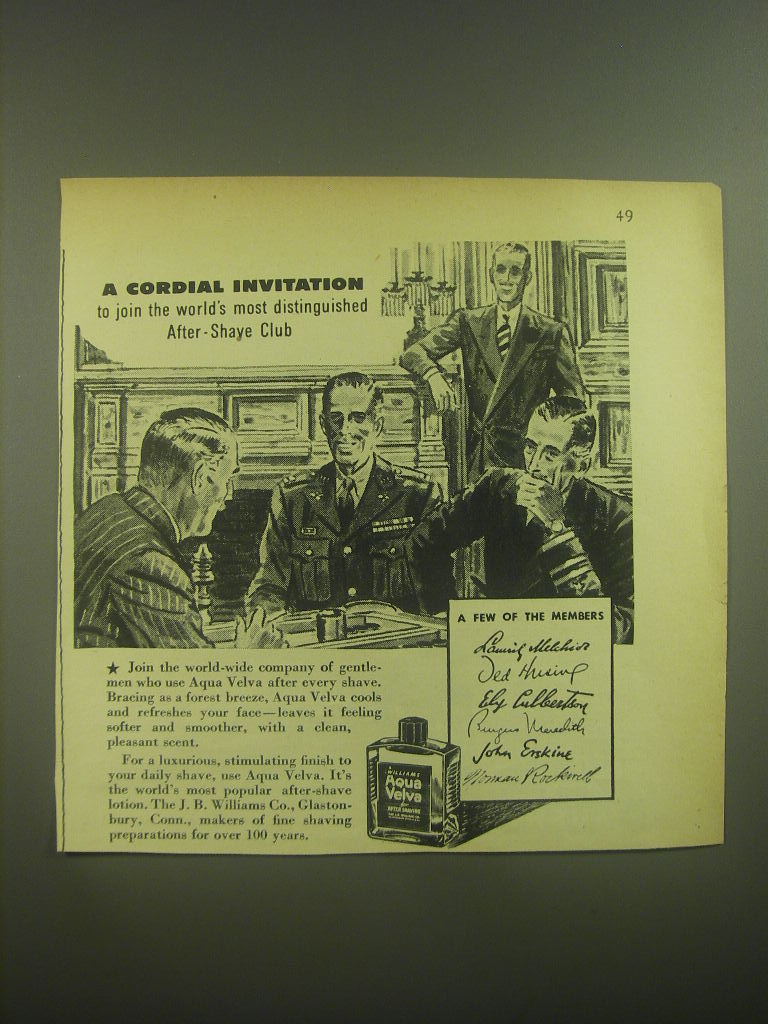 49
A CORDIAL INVITATION
to join the world's most distinguished
After-Shave Club
★ Join the world-wide company of gentle-
men who use Aqua Velva after every shave.
Bracing as a forest breeze, Aqua Velva cools
and refreshes your face—leaves it feeling
softer and smoother, with a clean,
pleasant scent.
For a luxurious, stimulating finish to
your daily shave, use Aqua Velva. It's
the world's most popular after-shave
lotion. The J. B. Williams Co., Glaston-
bury, Conn., makers of fine shaving
preparations for over 100 years.
WILLIAMS
Aqua
Velva
for
AFTER SHAVING
A FEW OF THE MEMBERS
Lauritz Melchior
Ted Husing
Ely Culbertson
Burgess Meredith
John Erskine
Norman Rockwell